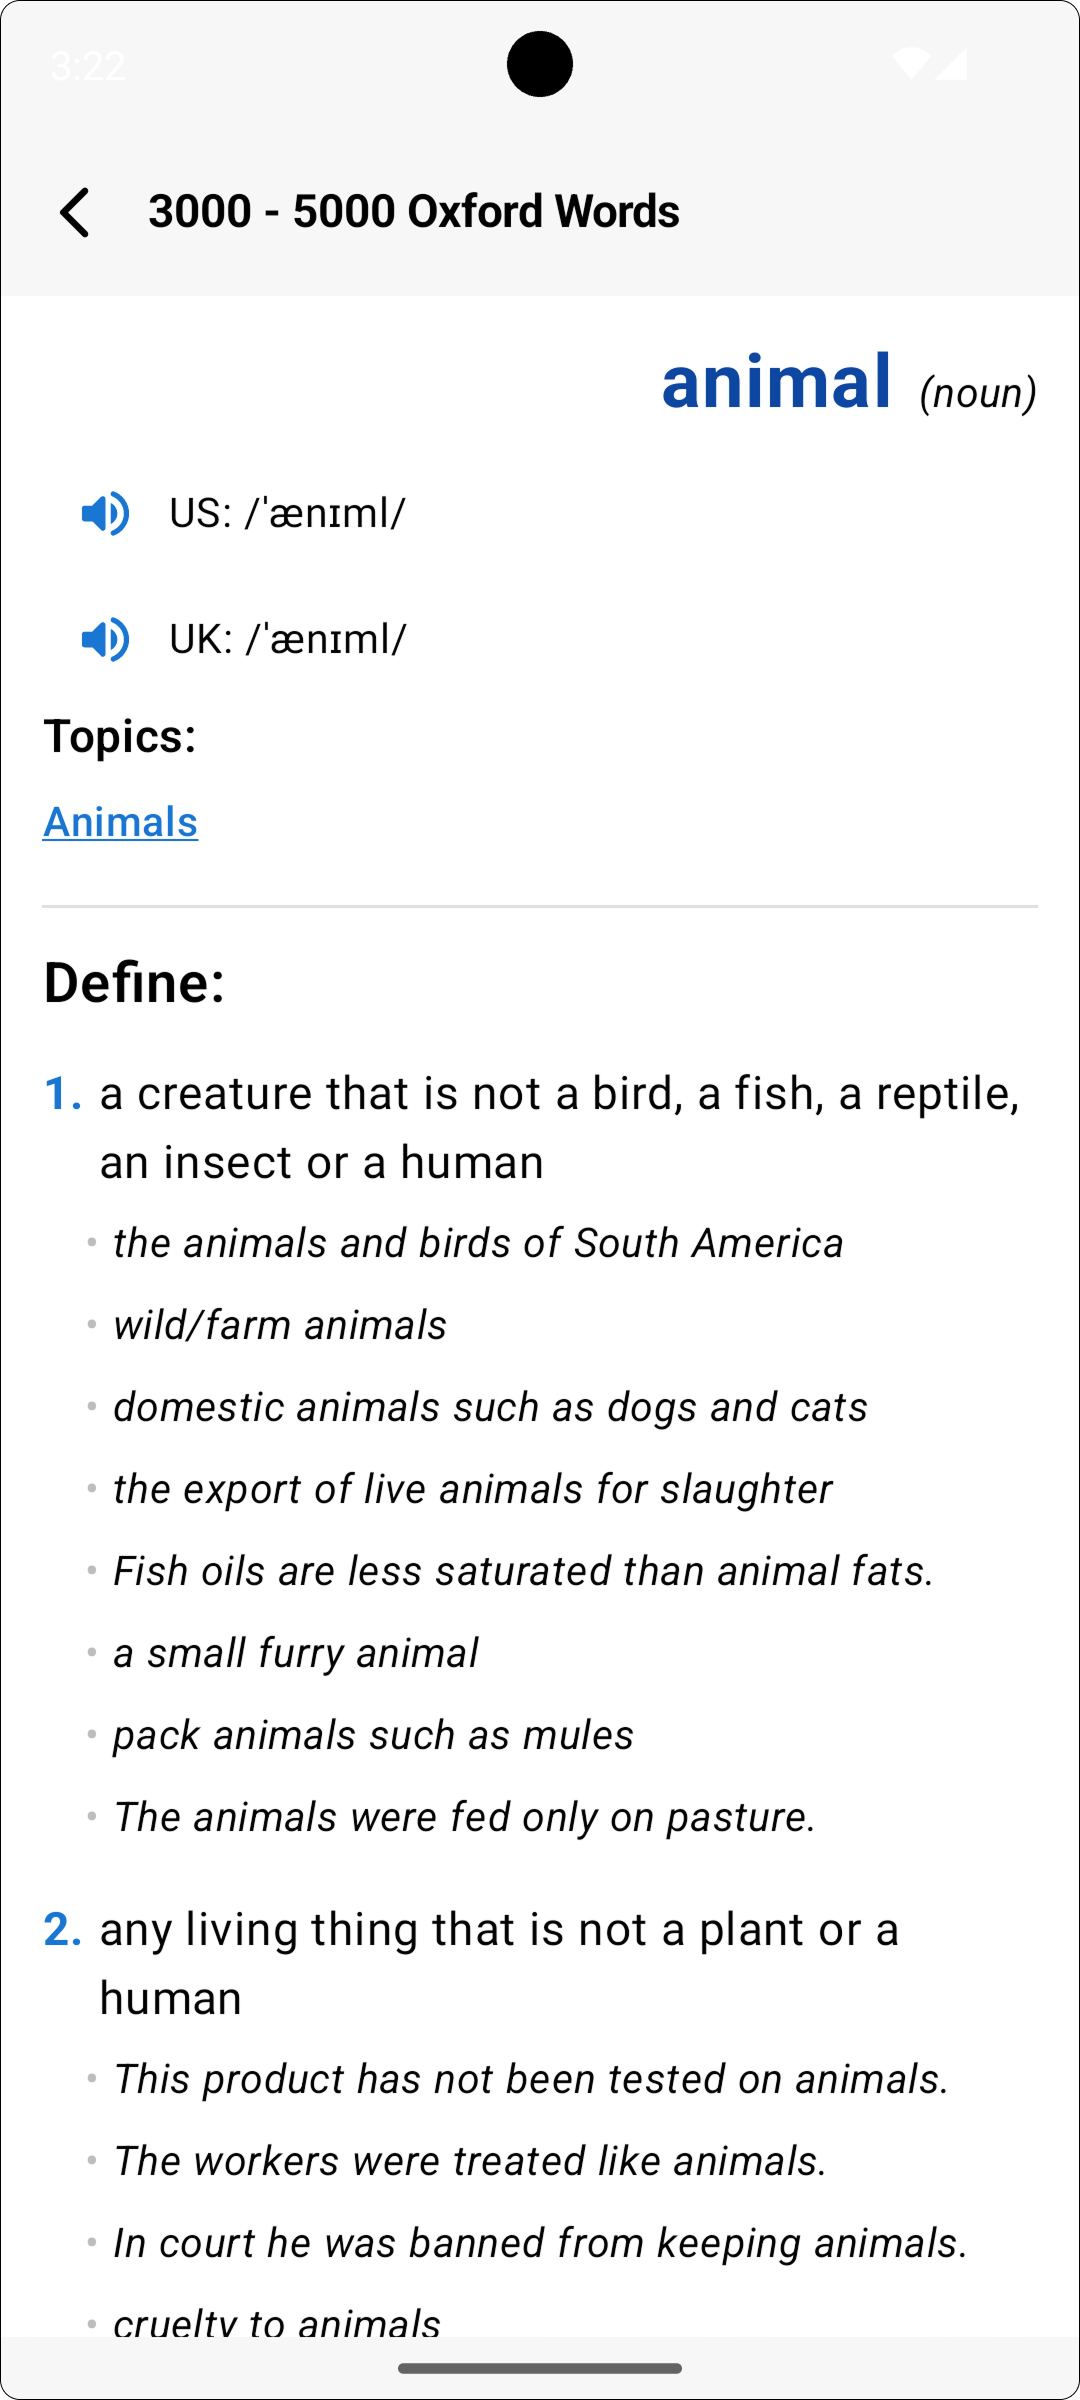 3:22
3000 - 5000 Oxford Words
animal (noun)
US: /ˈænɪml/
UK: /ˈænɪml/
Topics:
Animals
Define:
1. a creature that is not a bird, a fish, a reptile,
an insect or a human
• the animals and birds of South America
• wild/farm animals
• domestic animals such as dogs and cats
• the export of live animals for slaughter
• Fish oils are less saturated than animal fats.
• a small furry animal
• pack animals such as mules
• The animals were fed only on pasture.
2. any living thing that is not a plant or a
human
• This product has not been tested on animals.
• The workers were treated like animals.
• In court he was banned from keeping animals.
• cruelty to animals